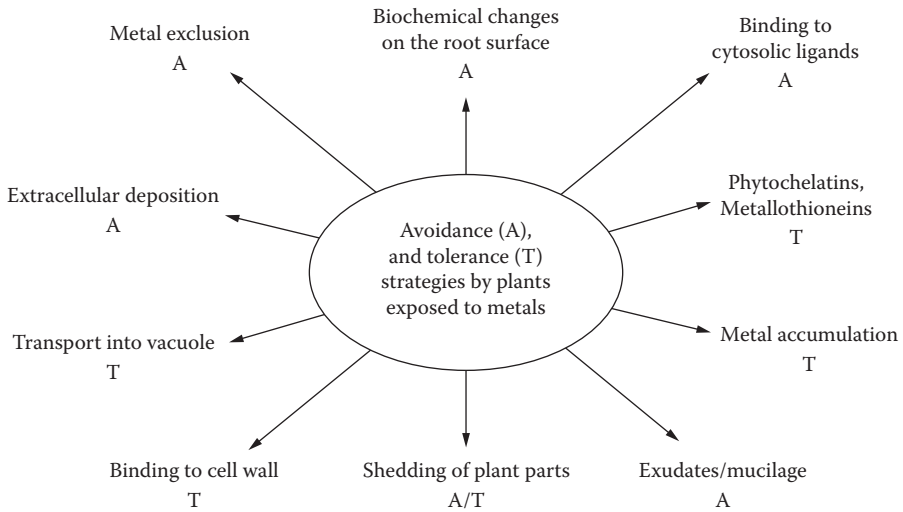 Metal exclusion
A
Biochemical changes
on the root surface
A
Binding to
cytosolic ligands
A
Extracellular deposition
A
Avoidance (A),
and tolerance (T)
strategies by plants
exposed to metals
Phytochelatins,
Metallothioneins
T
Transport into vacuole
T
Metal accumulation
T
Binding to cell wall
T
Shedding of plant parts
A/T
Exudates/mucilage
A